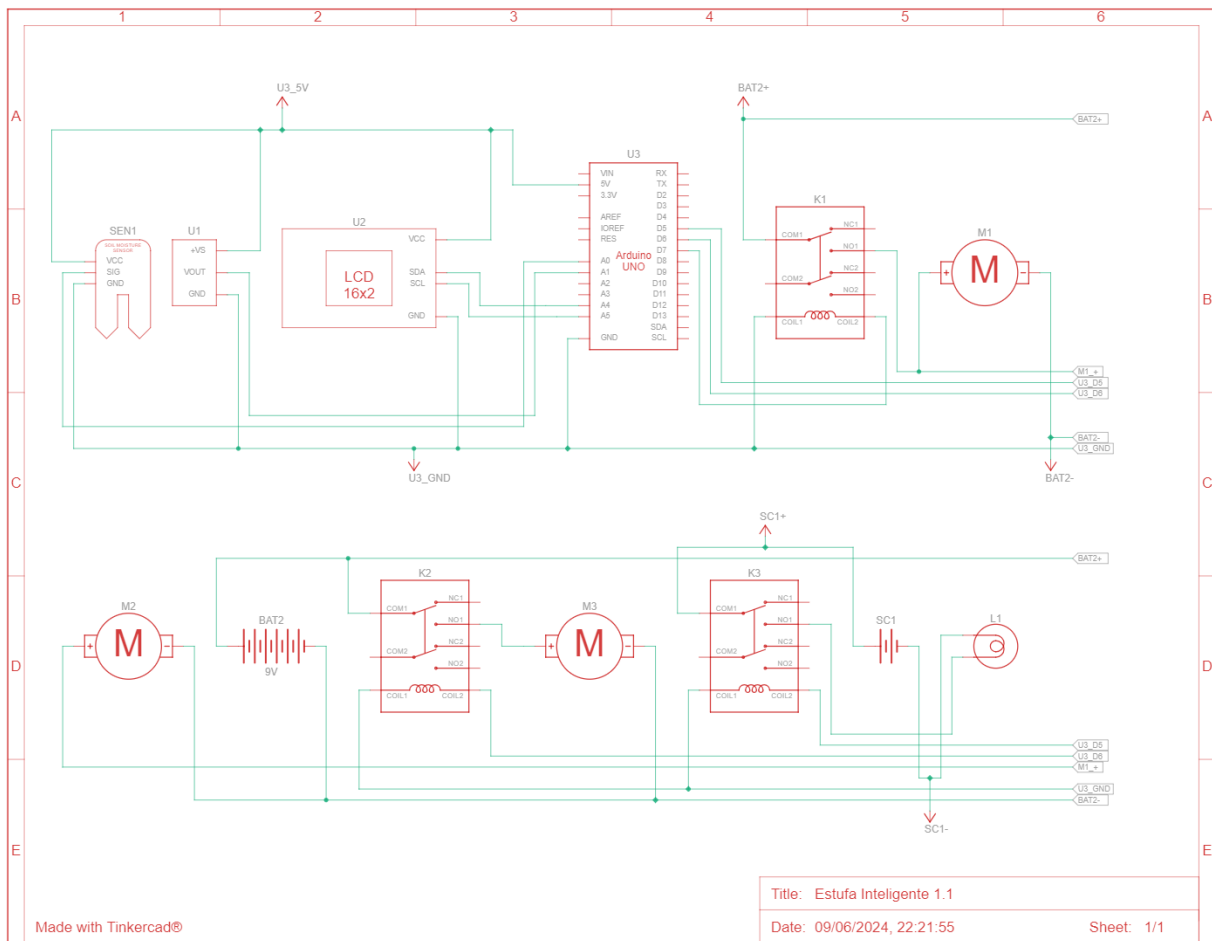 1 2 3 4 5 6
A A
B B
C C
D D
E E
U3_5V
BAT2+
BAT2+
SEN1
SOIL MOISTURE
SENSOR
VCC
SIG
GND
U1
+VS
VOUT
GND
U2
VCC
SDA
SCL
GND
LCD
16x2
U3
VIN
5V
3.3V
AREF
IOREF
RES
A0
A1
A2
A3
A4
A5
GND
Arduino
UNO
RX
TX
D2
D3
D4
D5
D6
D7
D8
D9
D10
D11
D12
D13
SDA
SCL
K1
COM1
COM2
COIL1
NC1
NO1
NC2
NO2
COIL2
M1
+ M -
M1_+
U3_D5
U3_D6
BAT2-
U3_GND
U3_GND
BAT2-
SC1+
BAT2+
M2
+ M -
BAT2
9V
K2
COM1
COM2
COIL1
NC1
NO1
NC2
NO2
COIL2
M3
+ M -
K3
COM1
COM2
COIL1
NC1
NO1
NC2
NO2
COIL2
SC1
L1
U3_D5
U3_D6
M1_+
U3_GND
BAT2-
SC1-
Title: Estufa Inteligente 1.1
Made with Tinkercad®
Date: 09/06/2024, 22:21:55 Sheet: 1/1